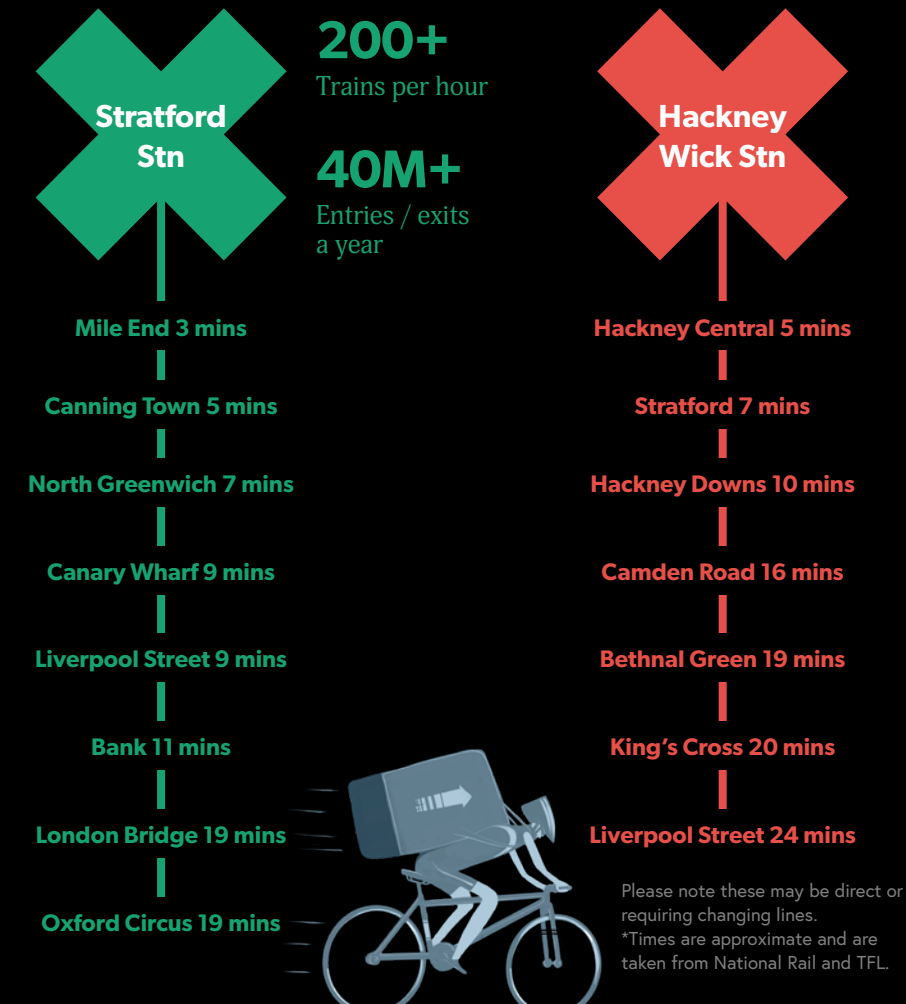 Stratford
Stn
200+
Trains per hour
40M+
Entries / exits
a year
Mile End 3 mins
Canning Town 5 mins
North Greenwich 7 mins
Canary Wharf 9 mins
Liverpool Street 9 mins
Bank 11 mins
London Bridge 19 mins
Oxford Circus 19 mins
Hackney
Wick Stn
Hackney Central 5 mins
Stratford 7 mins
Hackney Downs 10 mins
Camden Road 16 mins
Bethnal Green 19 mins
King’s Cross 20 mins
Liverpool Street 24 mins
Please note these may be direct or
requiring changing lines.
*Times are approximate and are
taken from National Rail and TFL.